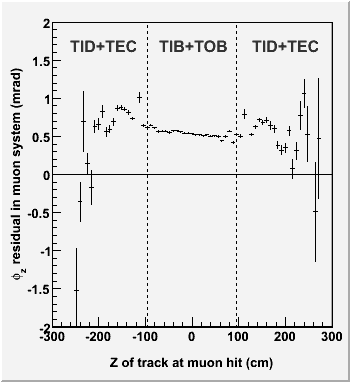 TID+TEC TIB+TOB TID+TEC
ϕz residual in muon system (mrad)
2
1.5
1
0.5
0
-0.5
-1
-1.5
-2
-300 -200 -100 0 100 200 300
Z of track at muon hit (cm)